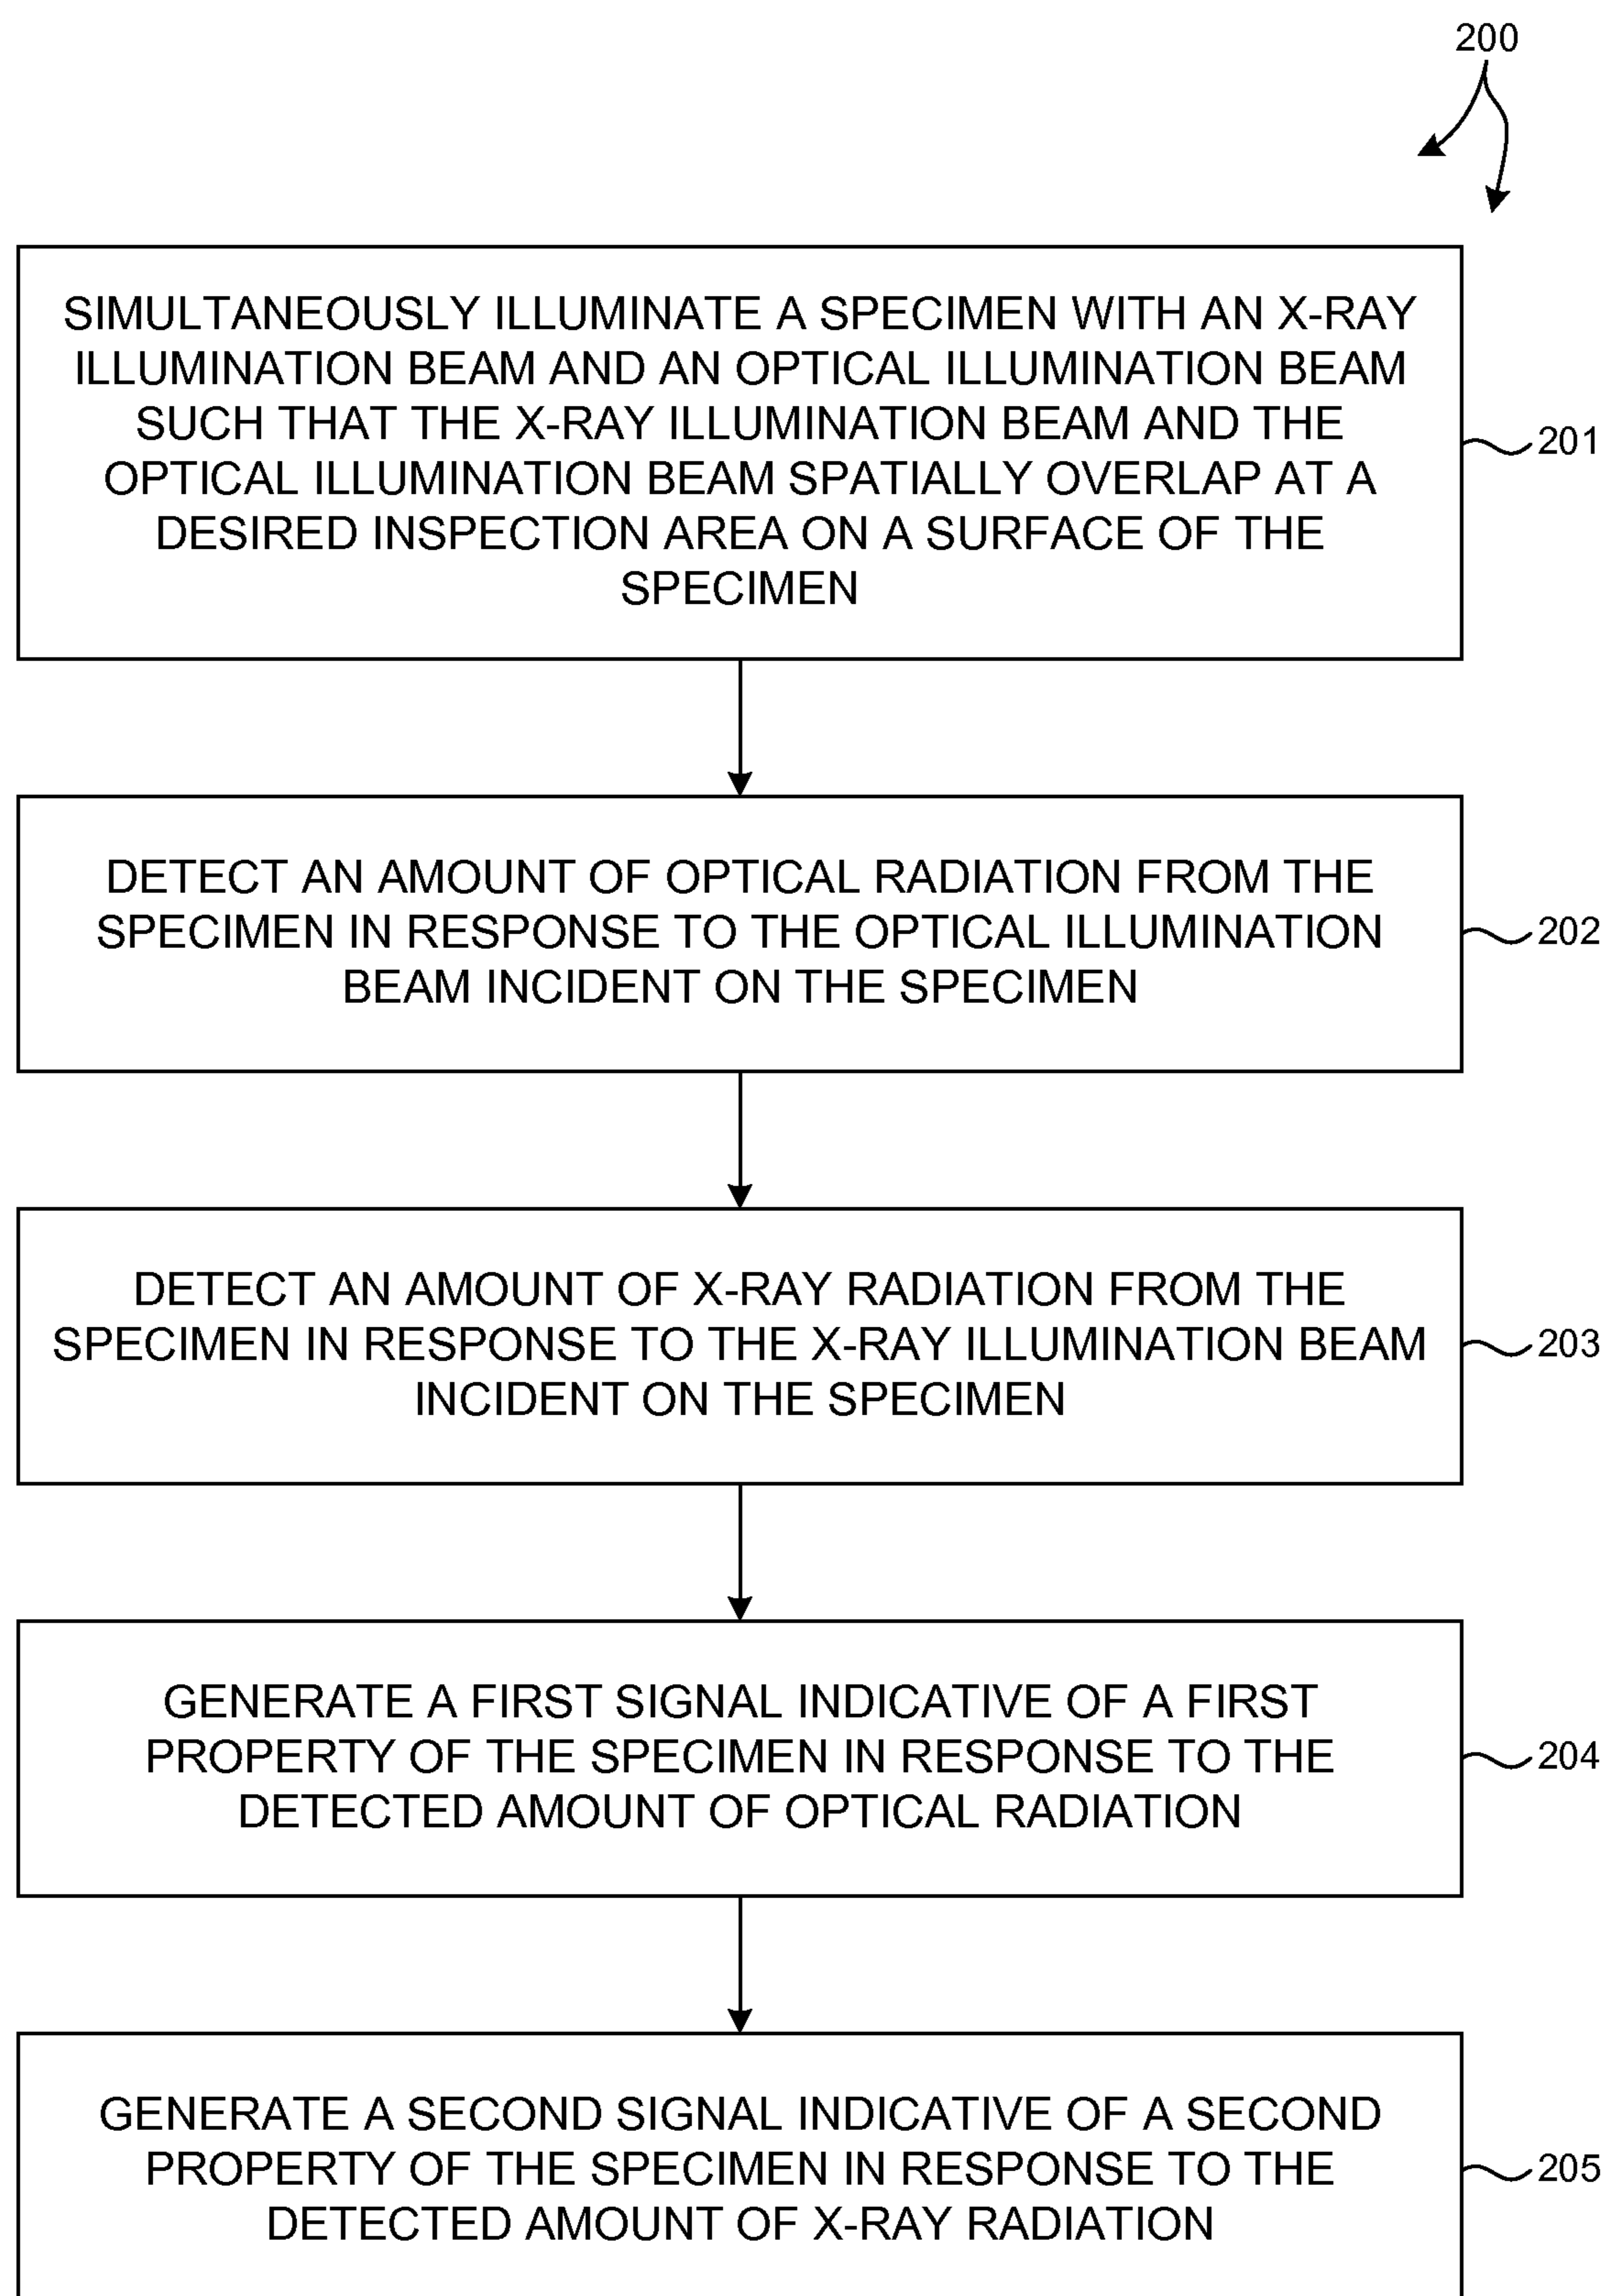 200
SIMULTANEOUSLY ILLUMINATE A SPECIMEN WITH AN X-RAY
ILLUMINATION BEAM AND AN OPTICAL ILLUMINATION BEAM
SUCH THAT THE X-RAY ILLUMINATION BEAM AND THE
OPTICAL ILLUMINATION BEAM SPATIALLY OVERLAP AT A
DESIRED INSPECTION AREA ON A SURFACE OF THE
SPECIMEN
201
DETECT AN AMOUNT OF OPTICAL RADIATION FROM THE
SPECIMEN IN RESPONSE TO THE OPTICAL ILLUMINATION
BEAM INCIDENT ON THE SPECIMEN
202
DETECT AN AMOUNT OF X-RAY RADIATION FROM THE
SPECIMEN IN RESPONSE TO THE X-RAY ILLUMINATION BEAM
INCIDENT ON THE SPECIMEN
203
GENERATE A FIRST SIGNAL INDICATIVE OF A FIRST
PROPERTY OF THE SPECIMEN IN RESPONSE TO THE
DETECTED AMOUNT OF OPTICAL RADIATION
204
GENERATE A SECOND SIGNAL INDICATIVE OF A SECOND
PROPERTY OF THE SPECIMEN IN RESPONSE TO THE
DETECTED AMOUNT OF X-RAY RADIATION
205